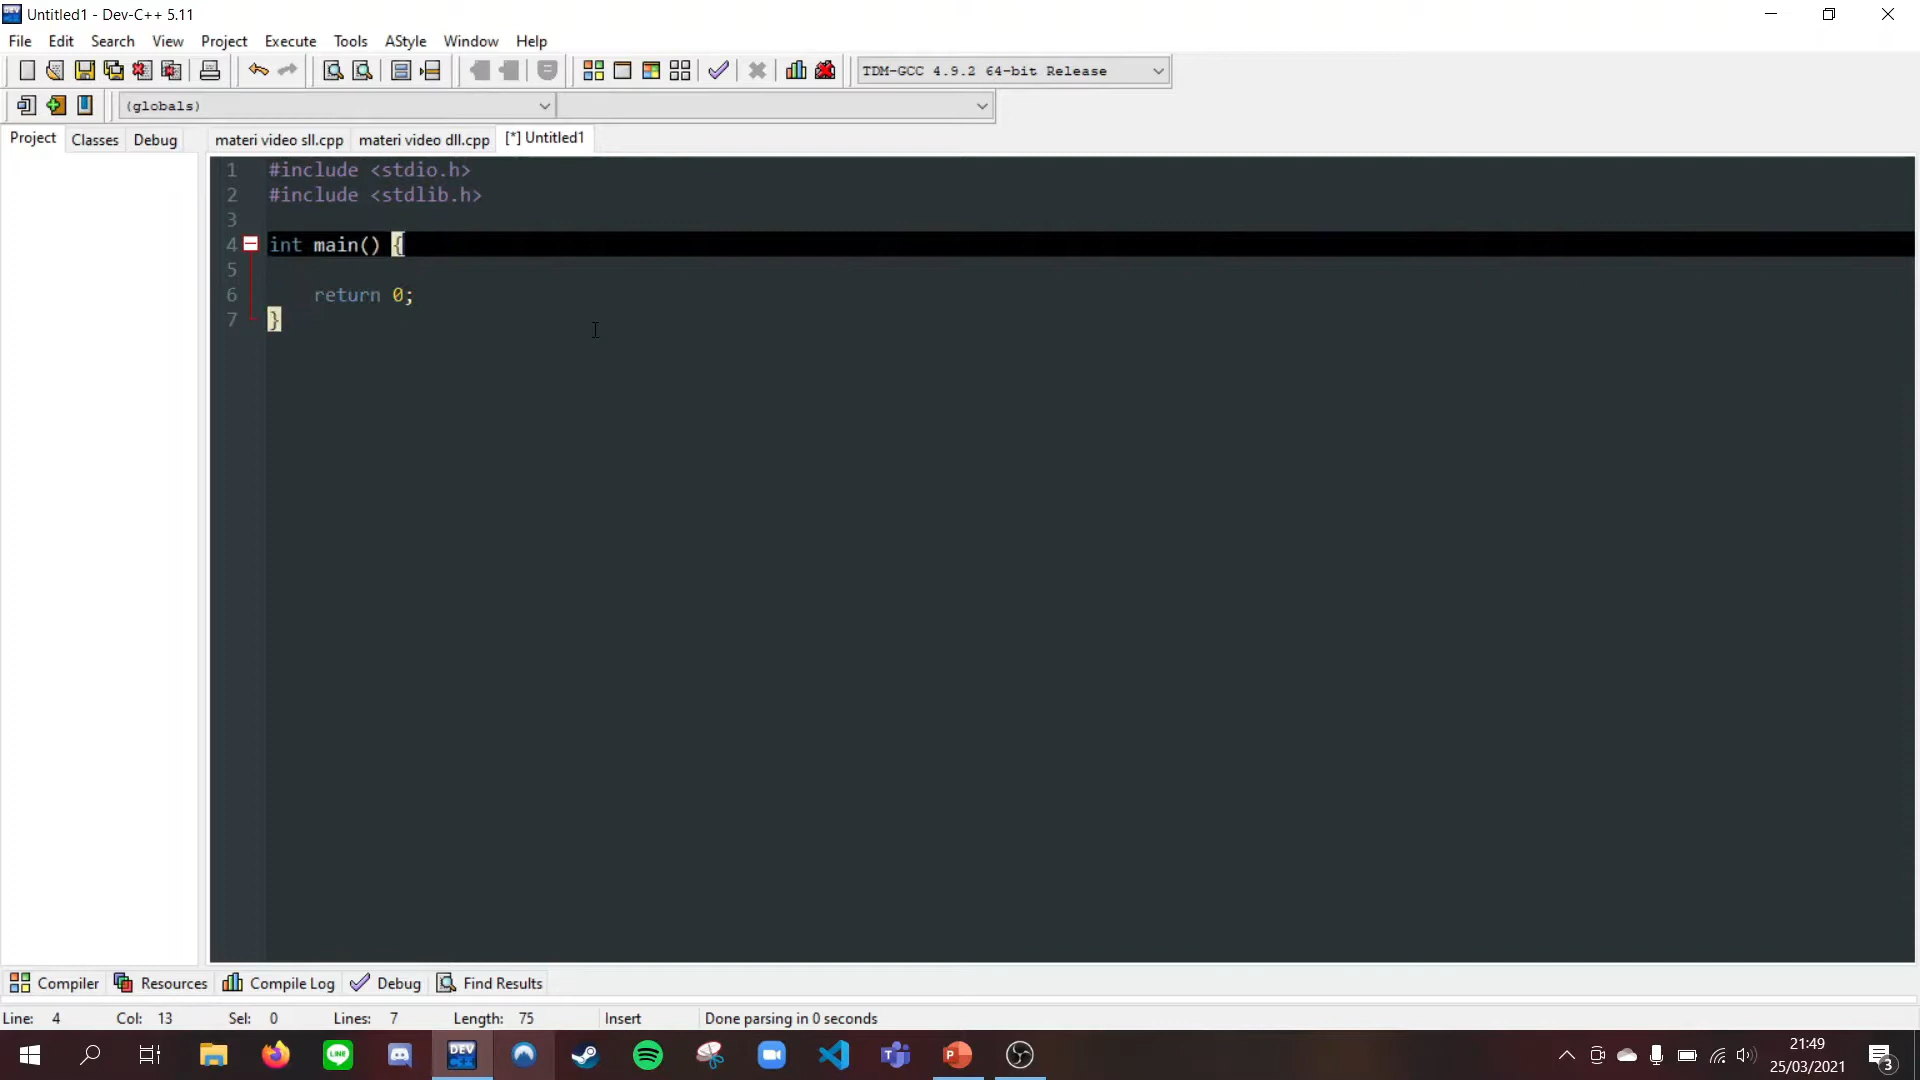 Untitled1 - Dev-C++ 5.11
File Edit Search View Project Execute Tools AStyle Window Help
TDM-GCC 4.9.2 64-bit Release
(globals)
Project Classes Debug materi video sll.cpp materi video dll.cpp [*] Untitled1
1 #include <stdio.h>
2 #include <stdlib.h>
3
4 int main() {
5
6 return 0;
7 }
Compiler Resources Compile Log Debug Find Results
Line: 4 Col: 13 Sel: 0 Lines: 7 Length: 75 Insert Done parsing in 0 seconds
DEV
LINE
21:49
25/03/2021
3